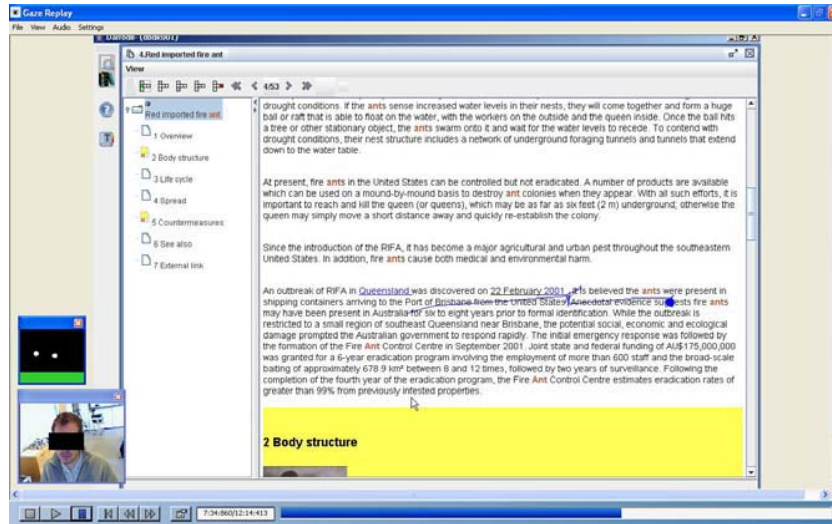 Gaze Replay
File View Audio Settings
4.Red imported fire ant
View
4/53
Red imported fire ant
1 Overview
2 Body structure
3 Life cycle
4 Spread
5 Countermeasures
6 See also
7 External link
drought conditions. If the ants sense increased water levels in their nests, they will come together and form a huge
ball or raft that is able to float on the water, with the workers on the outside and the queen inside. Once the ball hits
a tree or other stationary object, the ants swarm onto it and wait for the water levels to recede. To contend with
drought conditions, their nest structure includes a network of underground foraging tunnels and tunnels that extend
down to the water table.
At present, fire ants in the United States can be controlled but not eradicated. A number of products are available
which can be used on a mound-by-mound basis to destroy ant colonies when they appear. With all such efforts, it is
important to reach and kill the queen (or queens), which may be as far as six feet (2 m) underground; otherwise the
queen may simply move a short distance away and quickly re-establish the colony.
Since the introduction of the RIFA, it has become a major agricultural and urban pest throughout the southeastern
United States. In addition, fire ants cause both medical and environmental harm.
An outbreak of RIFA in Queensland was discovered on 22 February 2001. It is believed the ants were present in
shipping containers arriving to the Port of Brisbane from the United States. Anecdotal evidence suggests fire ants
may have been present in Australia for six to eight years prior to formal identification. While the outbreak is
restricted to a small region of southeast Queensland near Brisbane, the potential social, economic and ecological
damage prompted the Australian government to respond rapidly. The initial emergency response was followed by
the formation of the Fire Ant Control Centre in September 2001. Joint state and federal funding of AU$175,000,000
was granted for a 6-year eradication program involving the employment of more than 600 staff and the broad-scale
baiting of approximately 678.9 km² between 8 and 12 times, followed by two years of surveillance. Following the
completion of the fourth year of the eradication program, the Fire Ant Control Centre estimates eradication rates of
greater than 99% from previously infested properties.
2 Body structure
7:34:860/12:14:413